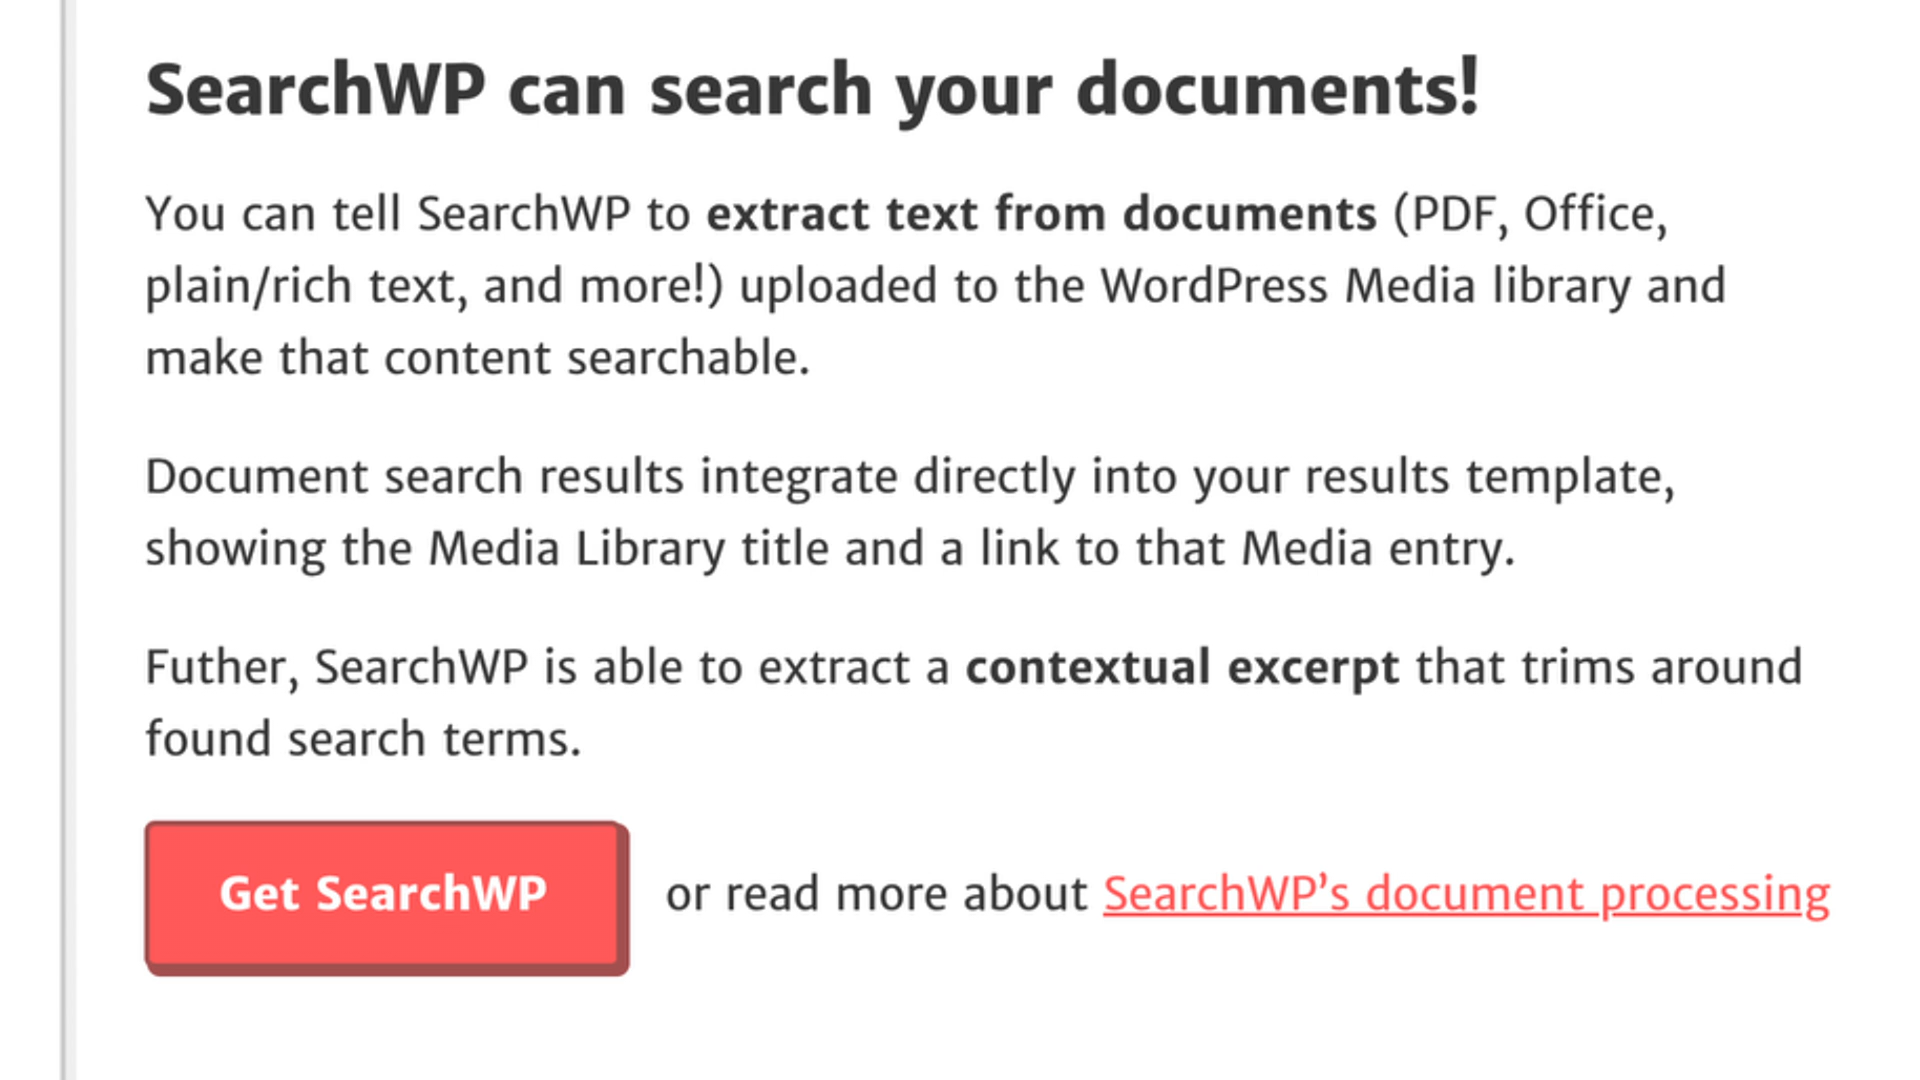 SearchWP can search your documents!
You can tell SearchWP to extract text from documents (PDF, Office,
plain/rich text, and more!) uploaded to the WordPress Media library and
make that content searchable.
Document search results integrate directly into your results template,
showing the Media Library title and a link to that Media entry.
Futher, SearchWP is able to extract a contextual excerpt that trims around
found search terms.
Get SearchWP or read more about SearchWP’s document processing